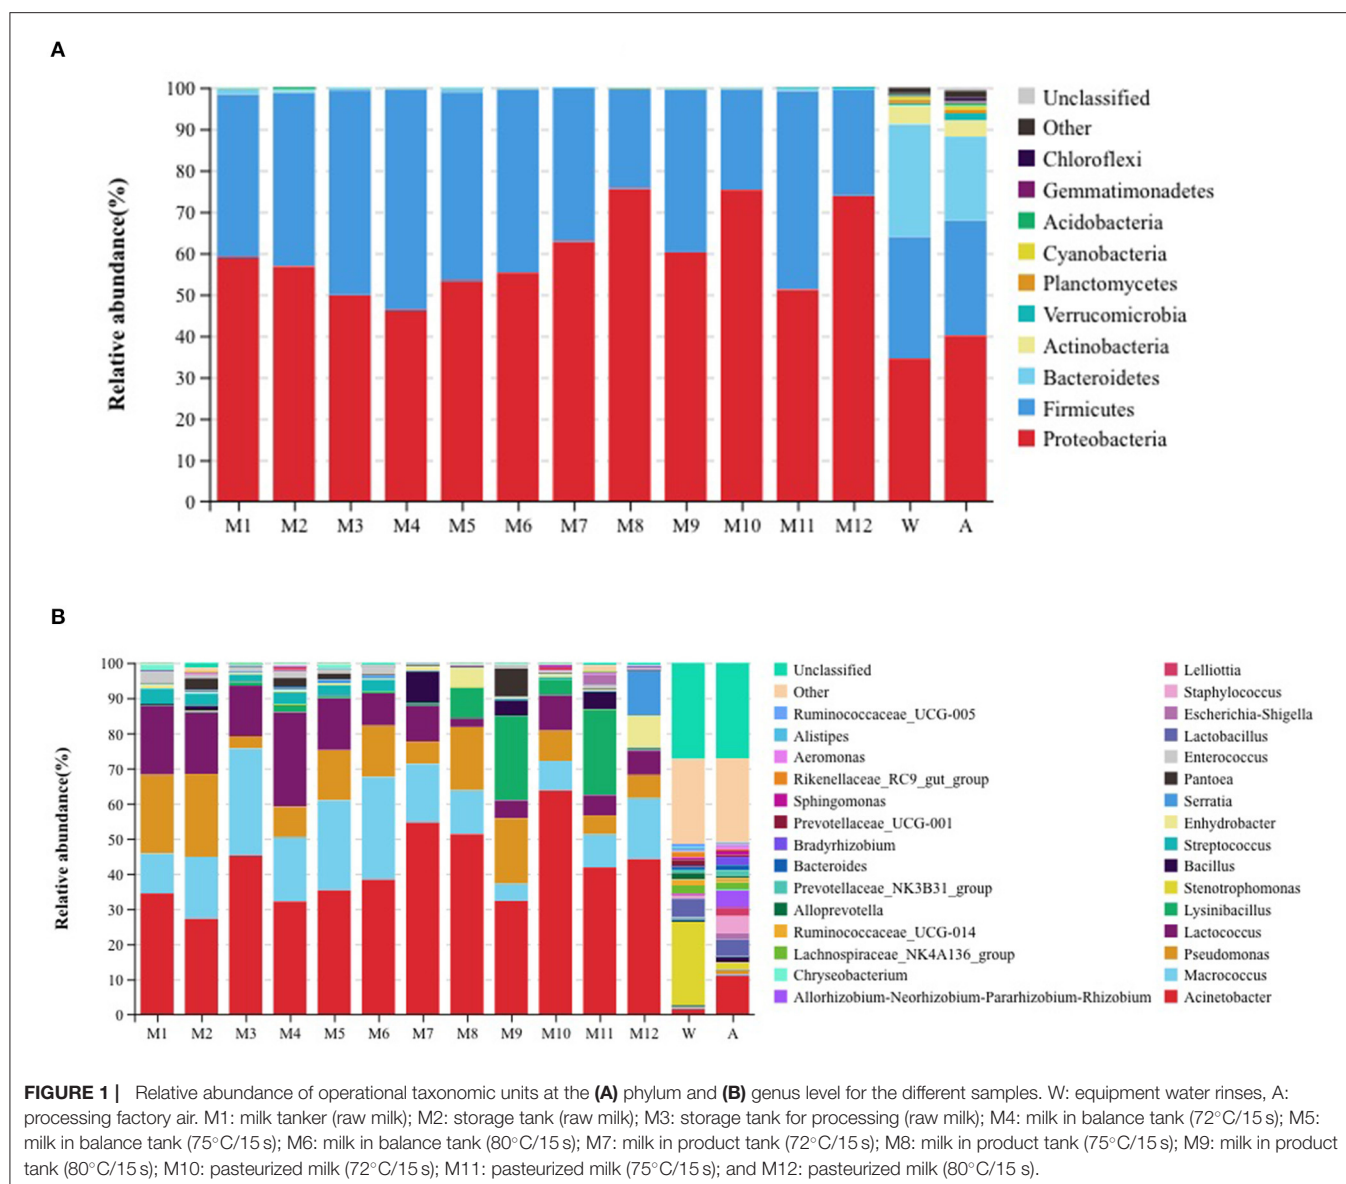 A
100
90
80
70
60
50
40
30
20
10
0
Relative abundance(%)
M1 M2 M3 M4 M5 M6 M7 M8 M9 M10 M11 M12 W A
Unclassified
Other
Chloroflexi
Gemmatimonadetes
Acidobacteria
Cyanobacteria
Planctomycetes
Verrucomicrobia
Actinobacteria
Bacteroidetes
Firmicutes
Proteobacteria
B
100
90
80
70
60
50
40
30
20
10
0
Relative abundance(%)
M1 M2 M3 M4 M5 M6 M7 M8 M9 M10 M11 M12 W A
Unclassified
Other
Ruminococcaceae_UCG-005
Alistipes
Aeromonas
Rikenellaceae_RC9_gut_group
Sphingomonas
Prevotellaceae_UCG-001
Bradyrhizobium
Bacteroides
Prevotellaceae_NK3B31_group
Alloprevotella
Ruminococcaceae_UCG-014
Lachnospiraceae_NK4A136_group
Chryseobacterium
Allorhizobium-Neorhizobium-Pararhizobium-Rhizobium
Lelliottia
Staphylococcus
Escherichia-Shigella
Lactobacillus
Enterococcus
Pantoea
Serratia
Enhydrobacter
Streptococcus
Bacillus
Stenotrophomonas
Lysinibacillus
Lactococcus
Pseudomonas
Macrococcus
Acinetobacter
FIGURE 1 | Relative abundance of operational taxonomic units at the (A) phylum and (B) genus level for the different samples. W: equipment water rinses, A:
processing factory air. M1: milk tanker (raw milk); M2: storage tank (raw milk); M3: storage tank for processing (raw milk); M4: milk in balance tank (72°C/15 s); M5:
milk in balance tank (75°C/15 s); M6: milk in balance tank (80°C/15 s); M7: milk in product tank (72°C/15 s); M8: milk in product tank (75°C/15 s); M9: milk in product
tank (80°C/15 s); M10: pasteurized milk (72°C/15 s); M11: pasteurized milk (75°C/15 s); and M12: pasteurized milk (80°C/15 s).